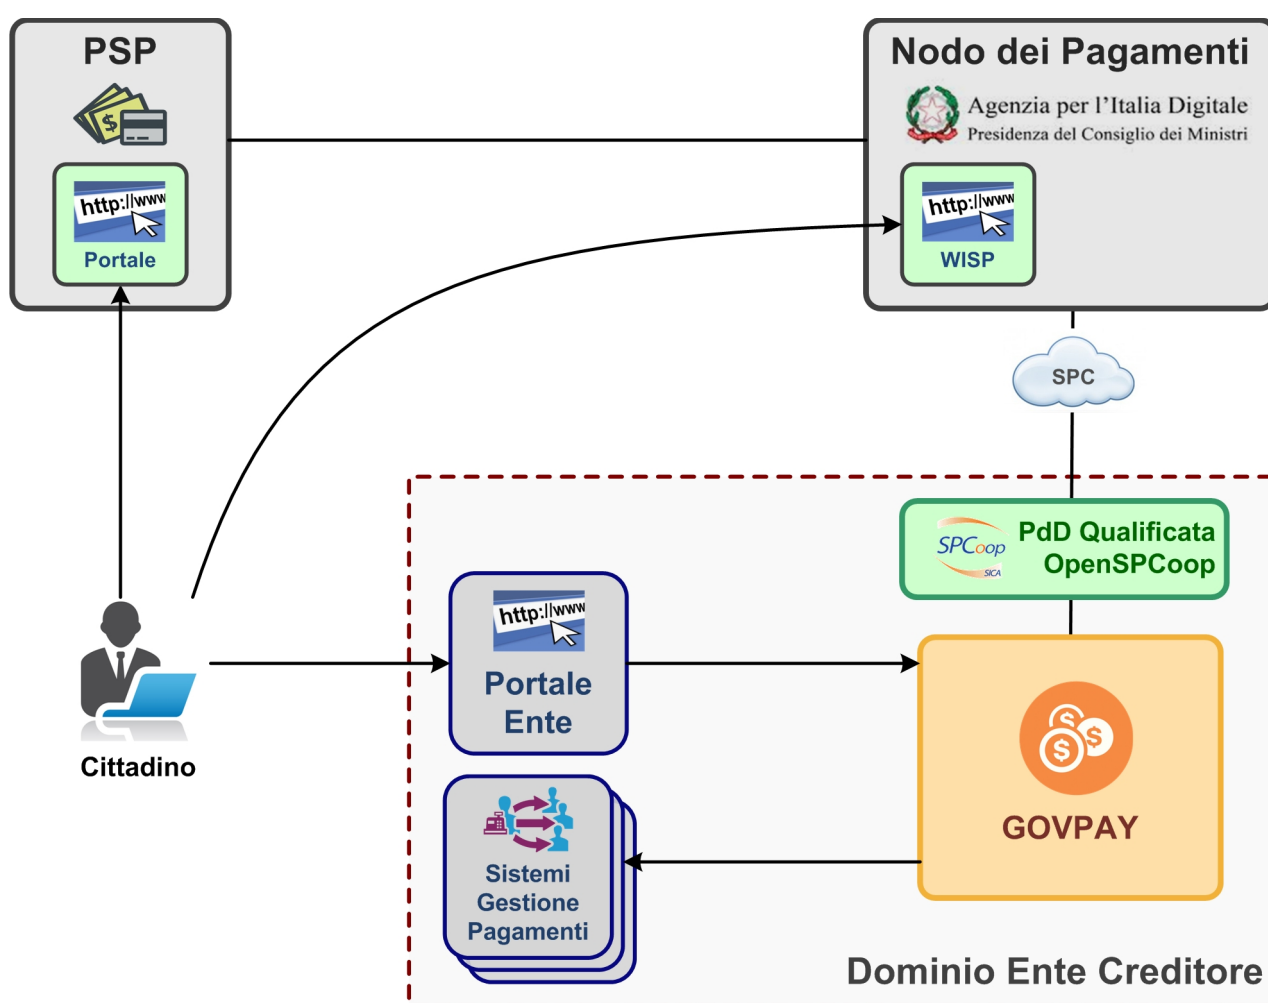 PSP
http://www
Portale
Nodo dei Pagamenti
Agenzia per l'Italia Digitale
Presidenza del Consiglio dei Ministri
http://www
WISP
SPC
SPCoop
SICA
PdD Qualificata
OpenSPCoop
http://www
Portale
Ente
Cittadino
GOVPAY
Sistemi
Gestione
Pagamenti
Dominio Ente Creditore